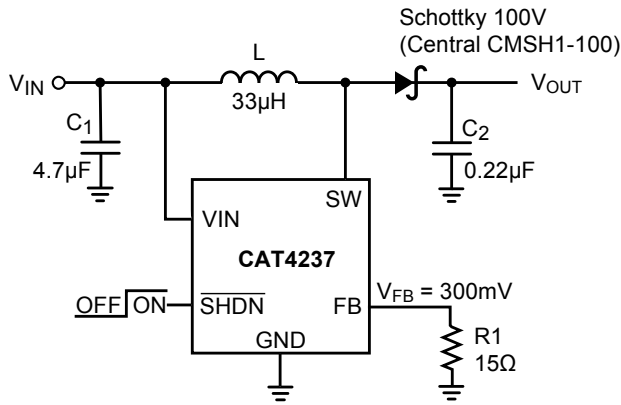 Schottky 100V
(Central CMSH1-100)
L
VIN
VOUT
33µH
C1
C2
4.7µF
0.22µF
SW
VIN
CAT4237
VFB = 300mV
OFF ON
SHDN
FB
R1
GND
15Ω